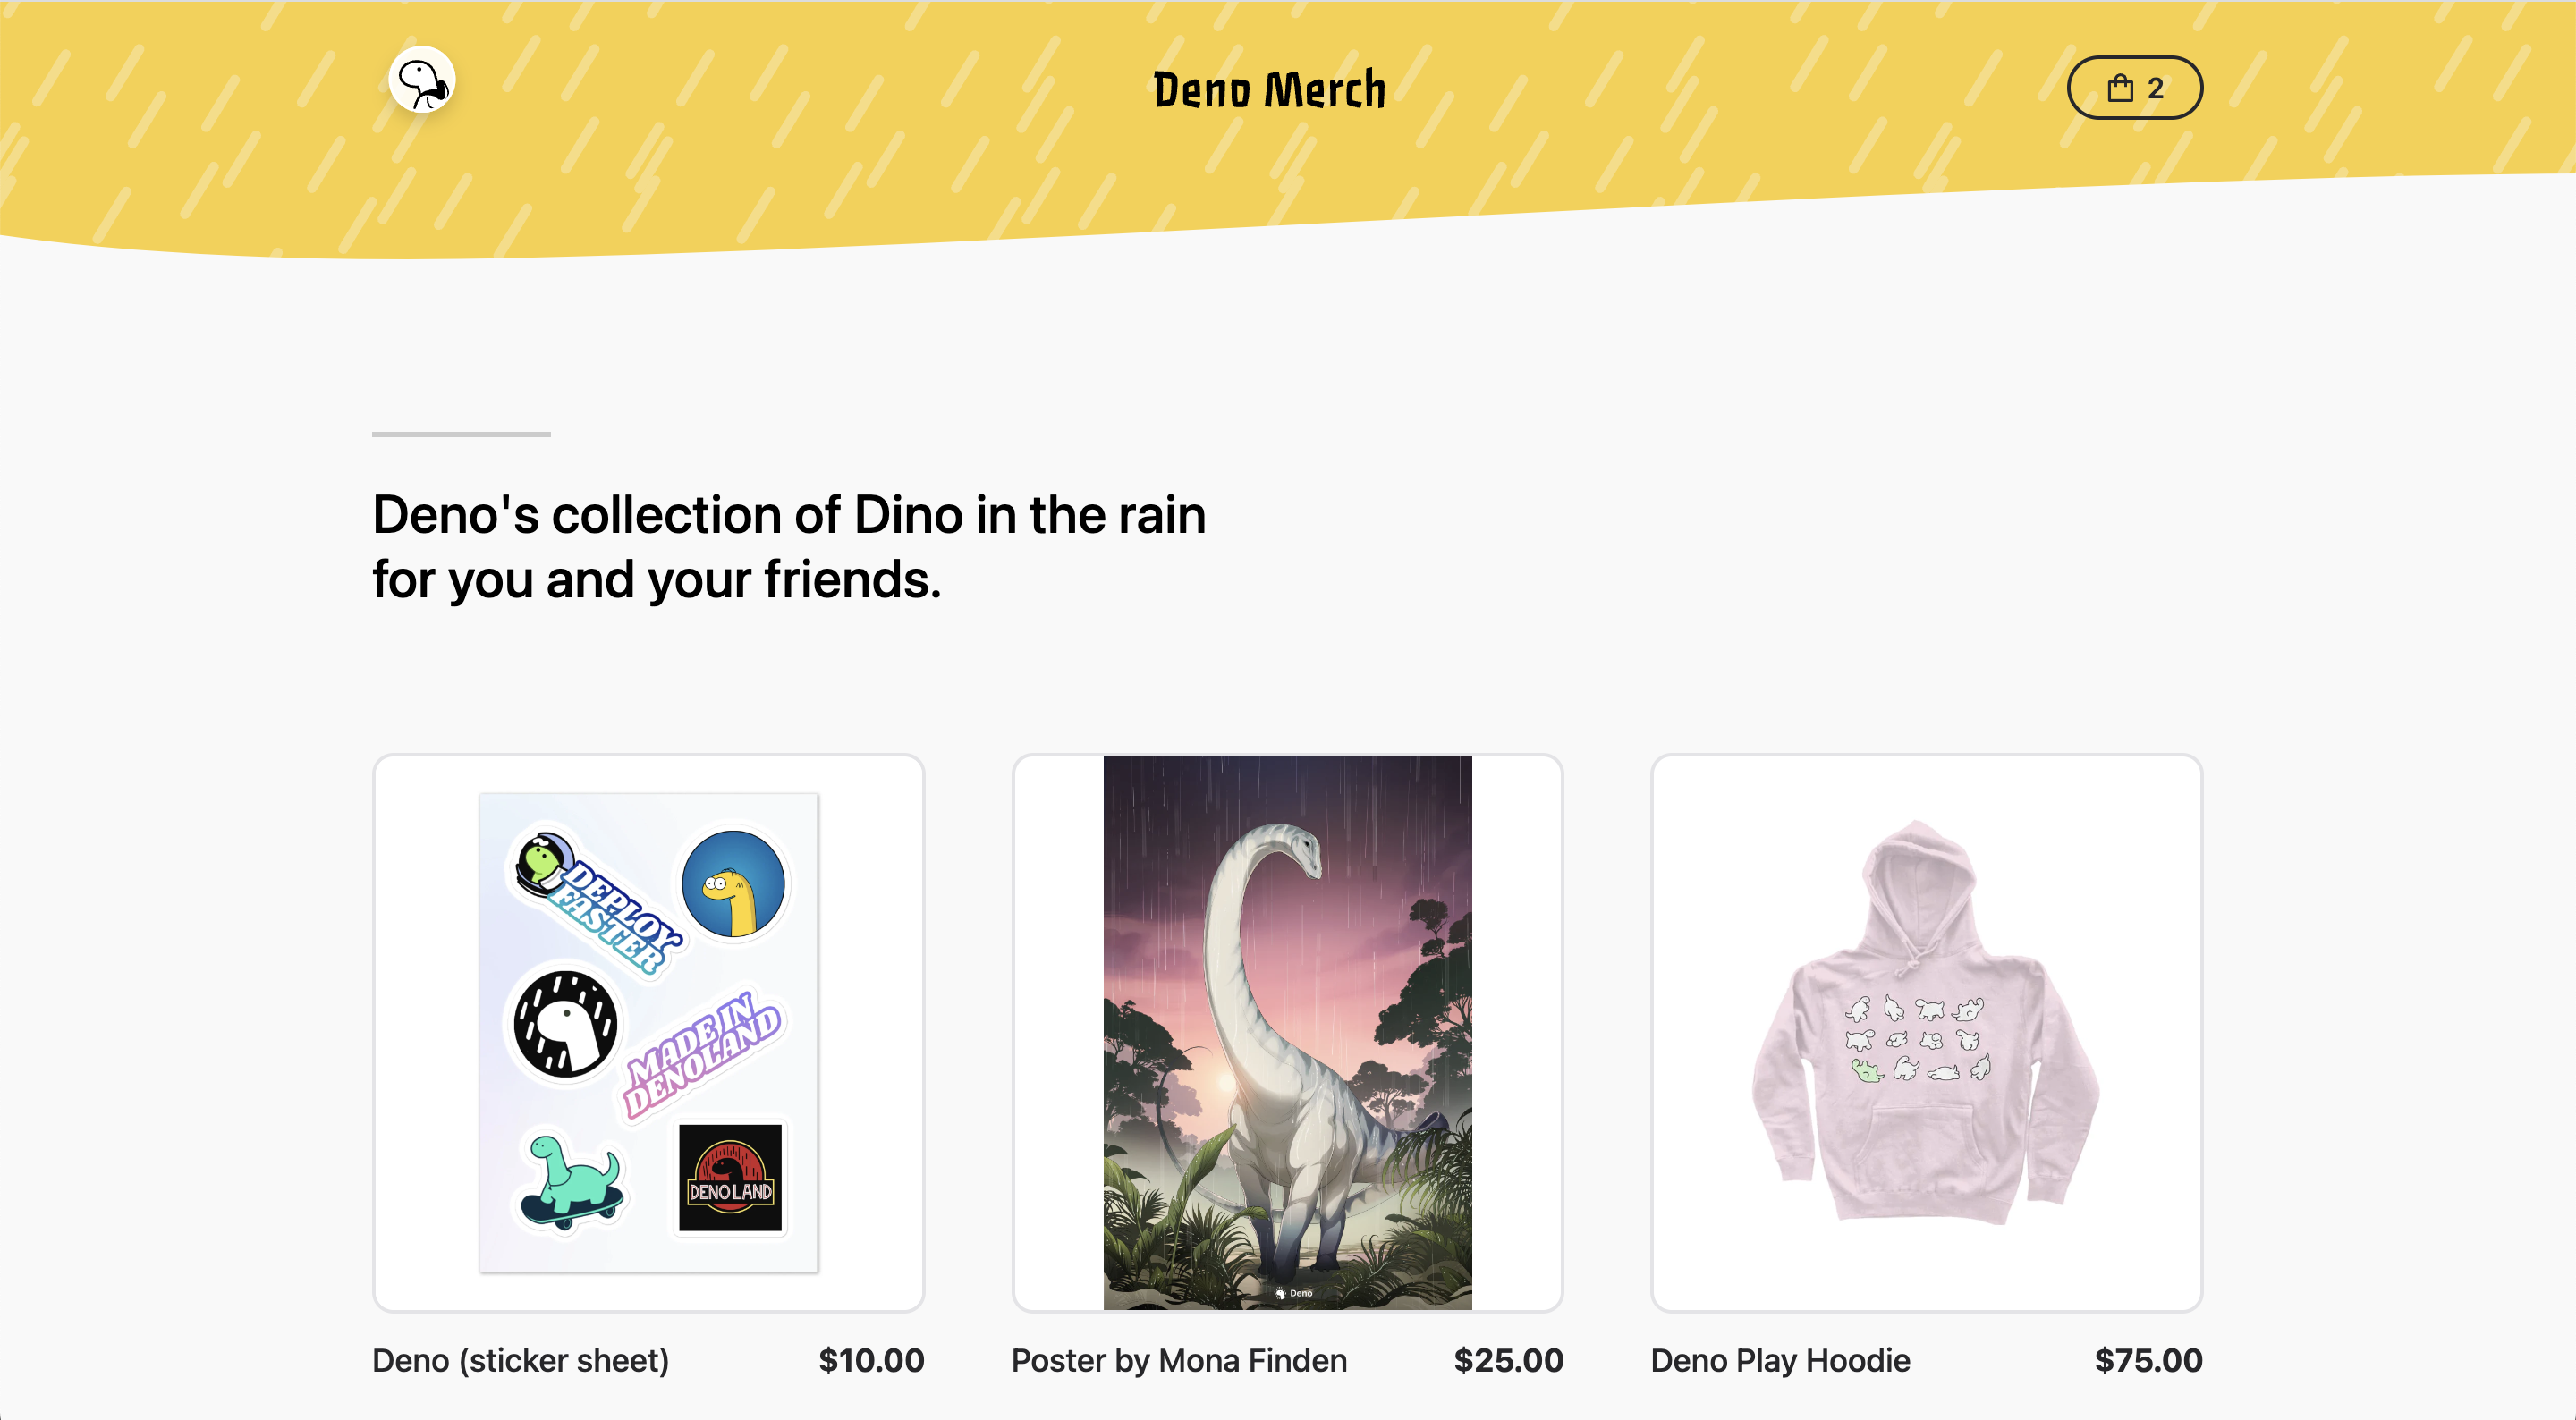 Deno Merch
2
Deno's collection of Dino in the rain
for you and your friends.
DEPLOY
FASTER
MADE IN
DENOLAND
DENO LAND
Deno
Deno (sticker sheet)
$10.00
Poster by Mona Finden
$25.00
Deno Play Hoodie
$75.00